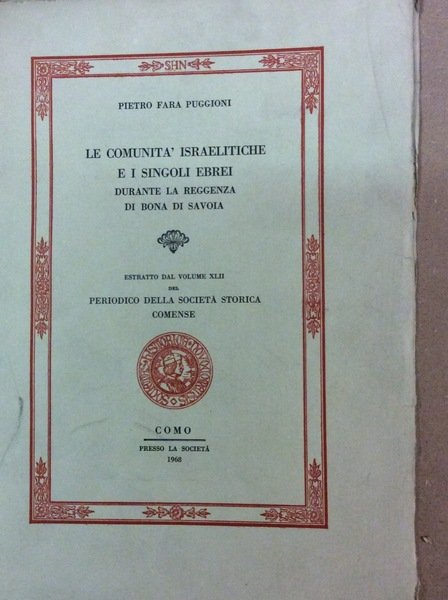 SHN
PIETRO FARA PUGGIONI
LE COMUNITA' ISRAELITICHE
E I SINGOLI EBREI
DURANTE LA REGGENZA
DI BONA DI SAVOIA
ESTRATTO DAL VOLUME XLII
DEL
PERIODICO DELLA SOCIETÀ STORICA
COMENSE
COMO
PRESSO LA SOCIETÀ
1968